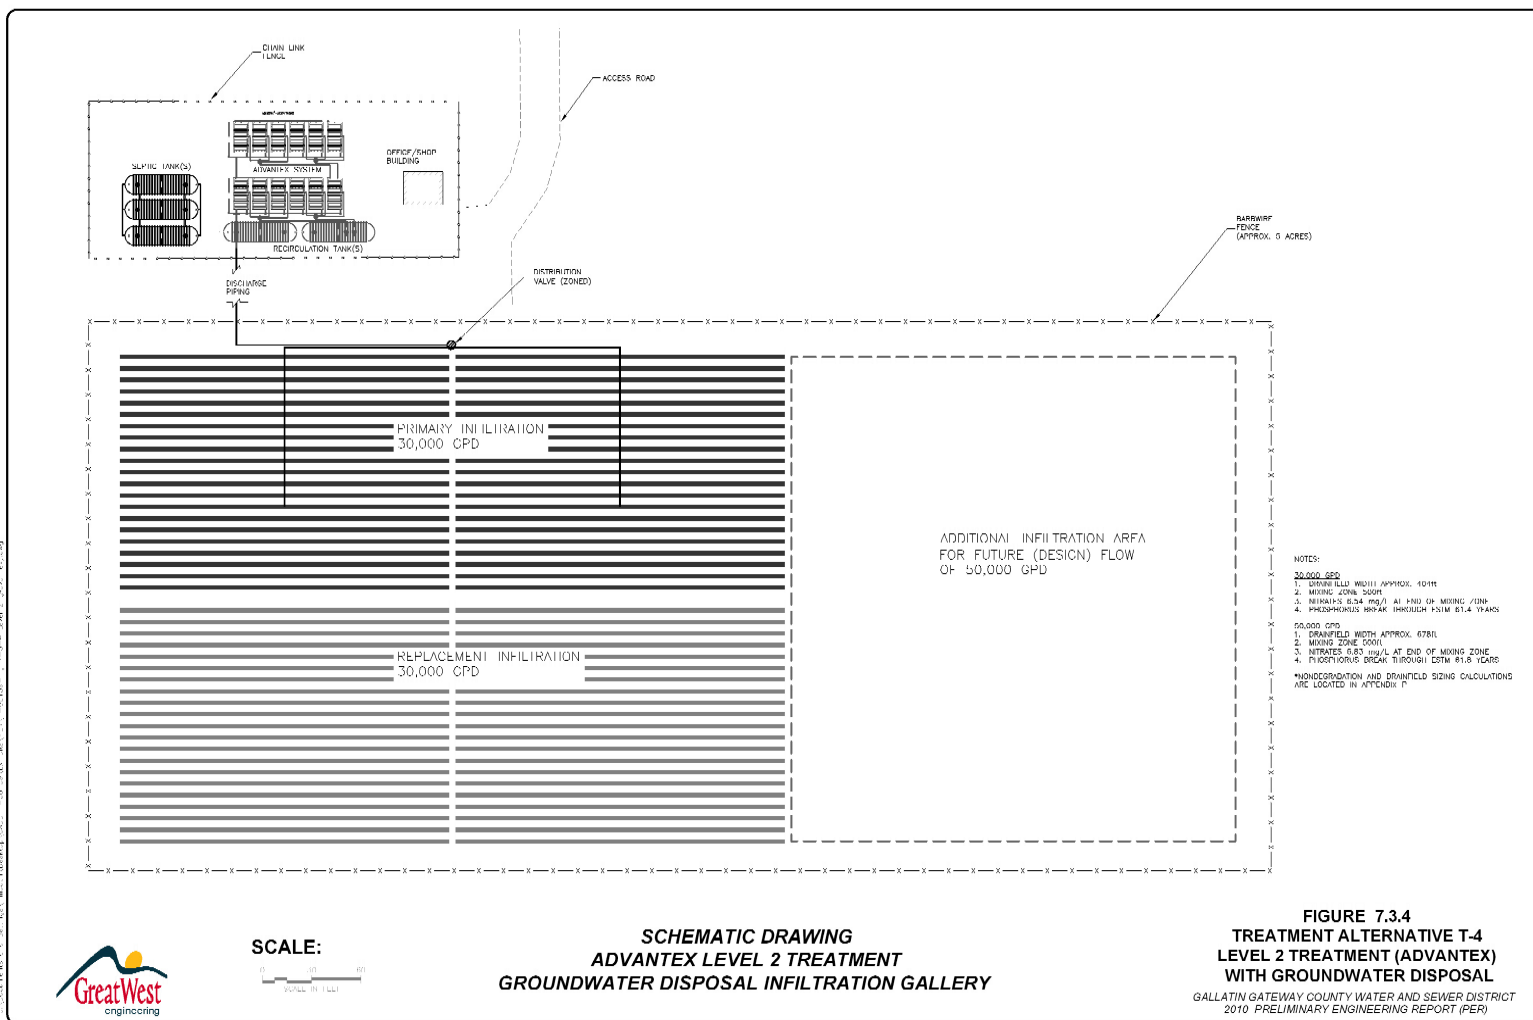 CHAIN LINK
FENCE
ACCESS ROAD
SEPTIC TANK(S)
ADVANTEX SYSTEM
OFFICE/SHOP
BUILDING
RECIRCULATION TANK(S)
BARBWIRE
FENCE
(APPROX. 6 ACRES)
DISCHARGE
PIPING
DISTRIBUTION
VALVE (ZONED)
PRIMARY INFILTRATION
30,000 GPD
ADDITIONAL INFILTRATION AREA
FOR FUTURE (DESIGN) FLOW
OF 50,000 GPD
REPLACEMENT INFILTRATION
30,000 GPD
NOTES:
30,000 GPD
1. DRAINFIELD WIDTH APPROX. 404ft
2. MIXING ZONE 500ft
3. NITRATES 6.54 mg/L AT END OF MIXING ZONE
4. PHOSPHORUS BREAK THROUGH ESTM 61.4 YEARS
50,000 GPD
1. DRAINFIELD WIDTH APPROX. 678ft
2. MIXING ZONE 500ft
3. NITRATES 6.83 mg/L AT END OF MIXING ZONE
4. PHOSPHORUS BREAK THROUGH ESTM 61.8 YEARS
*NONDEGRADATION AND DRAINFIELD SIZING CALCULATIONS
ARE LOCATED IN APPENDIX
GreatWest
engineering
SCALE:
0 30 60
SCALE IN FEET
SCHEMATIC DRAWING
ADVANTEX LEVEL 2 TREATMENT
GROUNDWATER DISPOSAL INFILTRATION GALLERY
FIGURE 7.3.4
TREATMENT ALTERNATIVE T-4
LEVEL 2 TREATMENT (ADVANTEX)
WITH GROUNDWATER DISPOSAL
GALLATIN GATEWAY COUNTY WATER AND SEWER DISTRICT
2010 PRELIMINARY ENGINEERING REPORT (PER)